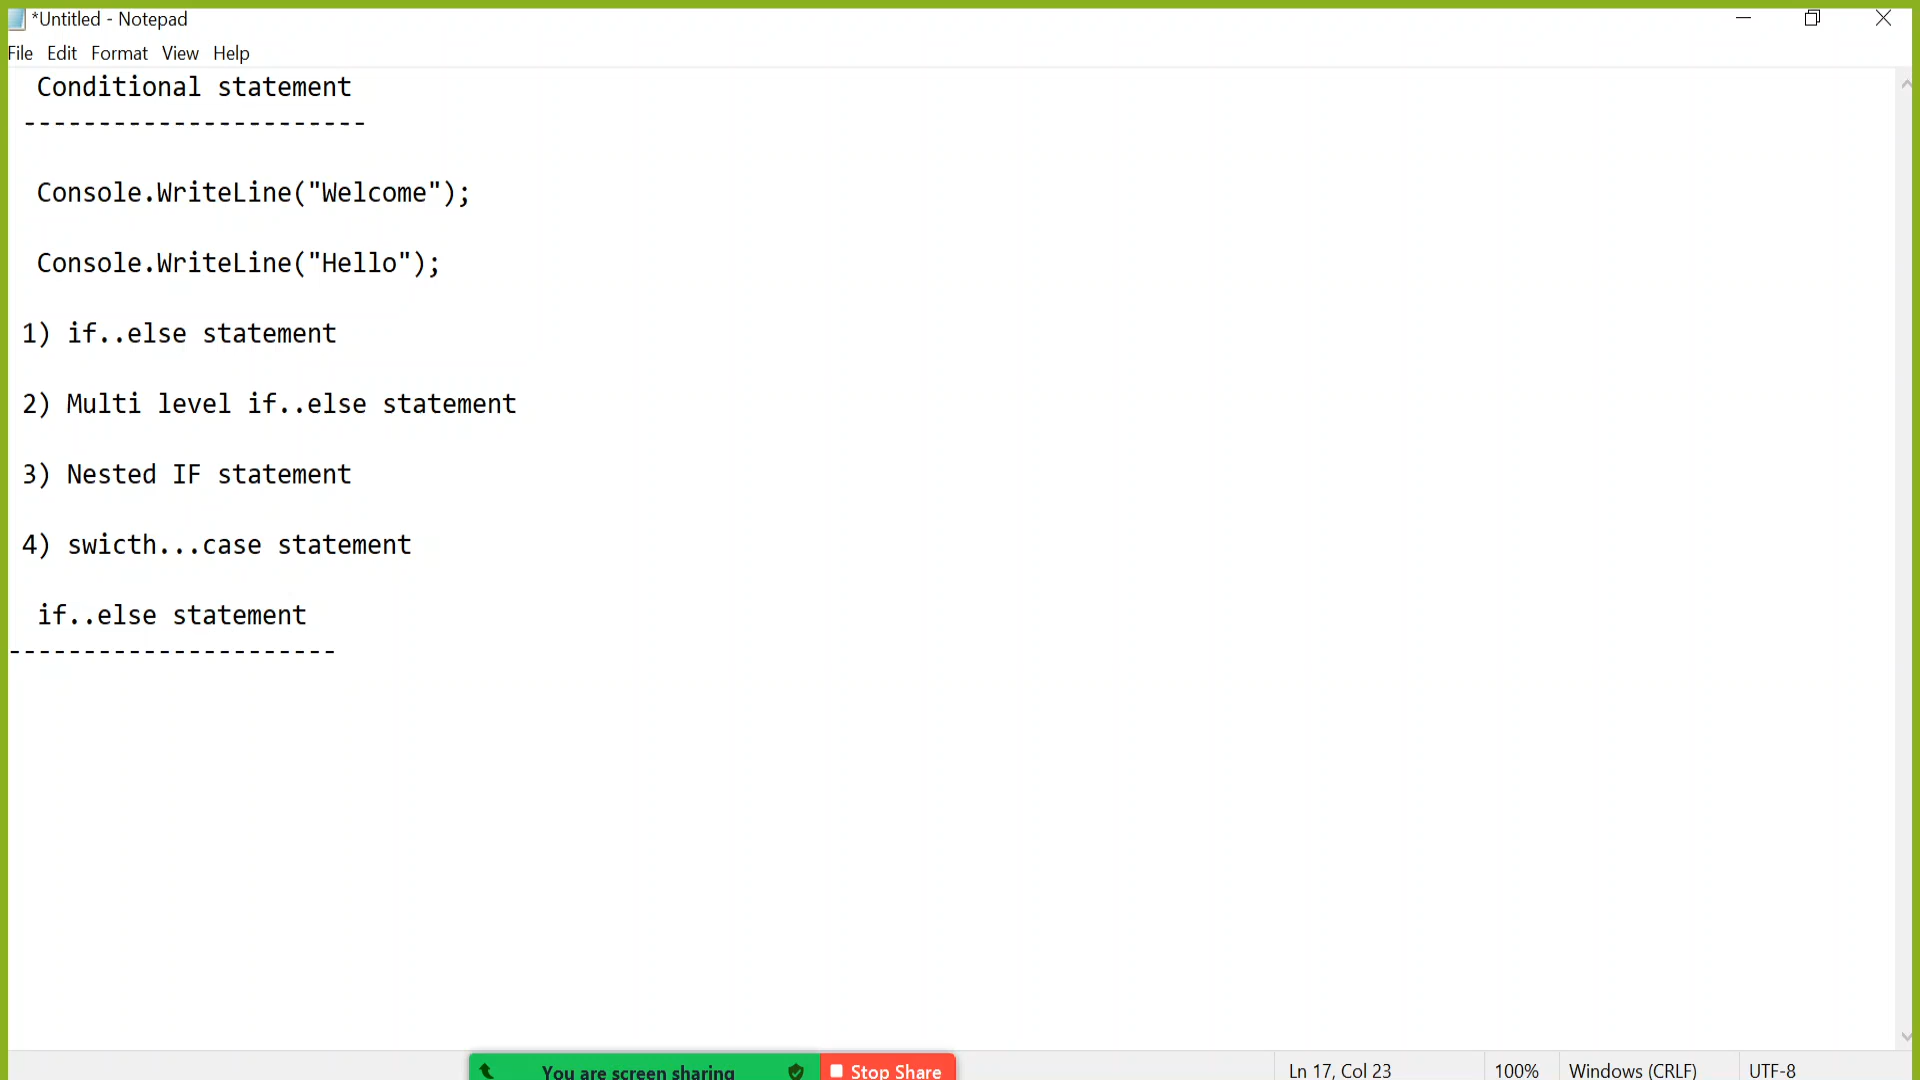 *Untitled - Notepad
File Edit Format View Help
Conditional statement
-----------------------
Console.WriteLine("Welcome");
Console.WriteLine("Hello");
1) if..else statement
2) Multi level if..else statement
3) Nested IF statement
4) swicth...case statement
if..else statement
----------------------
You are screen sharing Stop Share Ln 17, Col 23 100% Windows (CRLF) UTF-8